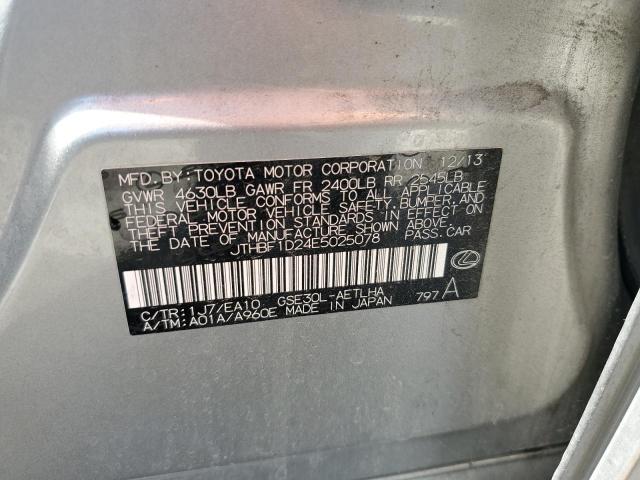 MFD.BY:TOYOTA MOTOR CORPORATION 12/13
GVWR 4630LB GAWR FR 2400LB RR 2545LB
THIS VEHICLE CONFORMS TO ALL APPLICABLE
FEDERAL MOTOR VEHICLE SAFETY,BUMPER,AND
THEFT PREVENTION STANDARDS IN EFFECT ON
THE DATE OF MANUFACTURE SHOWN ABOVE.
JTHBF1D24E5025078 PASS.CAR
C/TR:1J7/EA10 GSE30L-AETLHA
A/TM:A01A/A960E MADE IN JAPAN 797 A